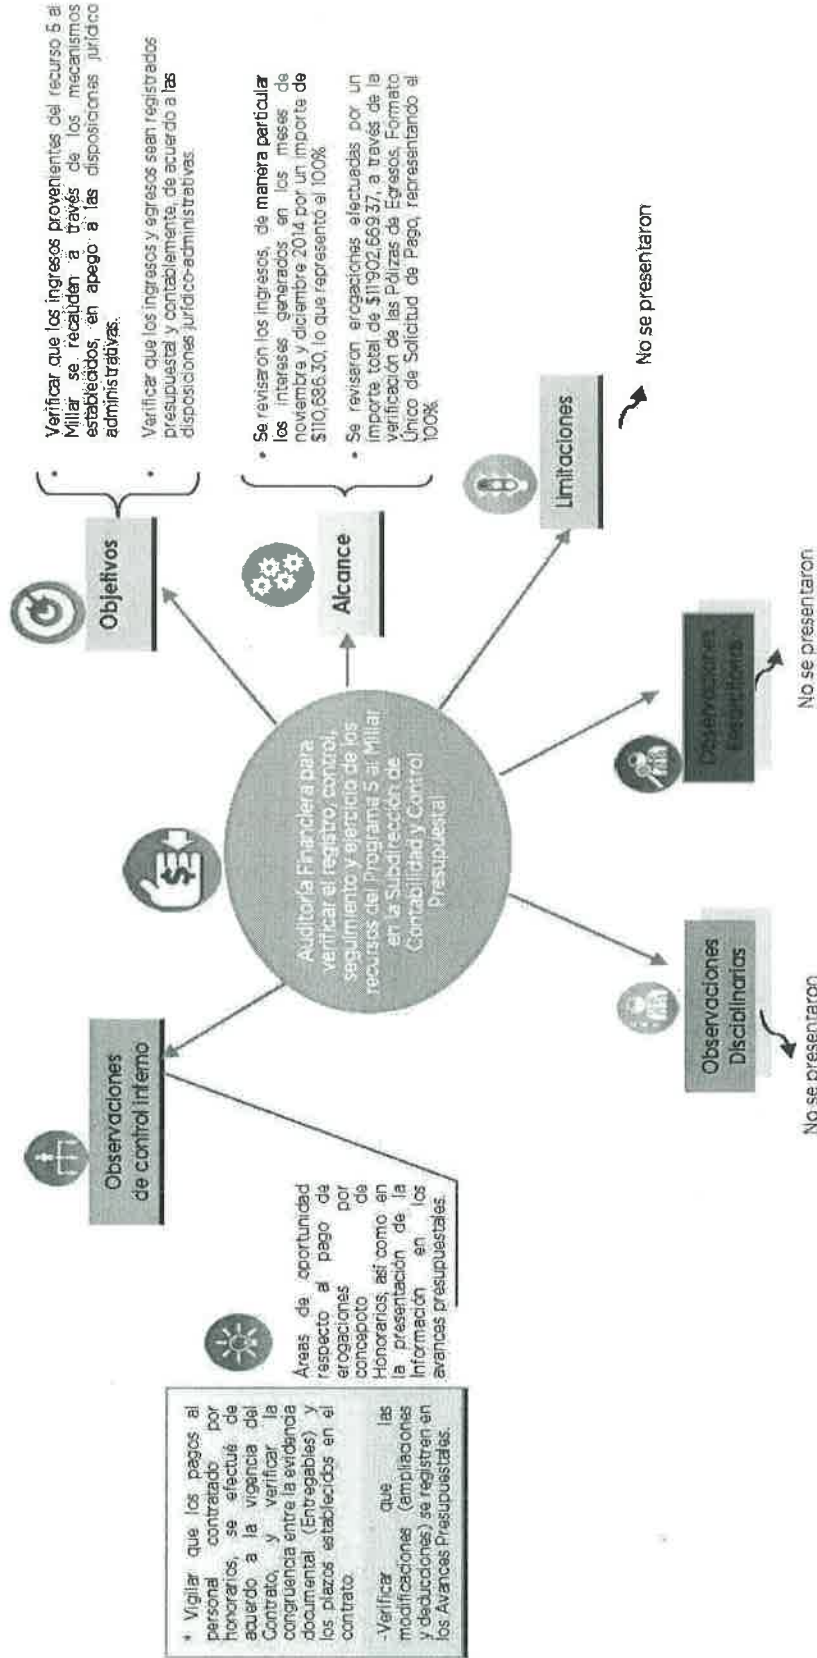 Auditoría Financiera para
verificar el registro, control,
seguimiento y ejercicio de los
recursos del Programa 5 al Millar
en la Subdirección de
Contabilidad y Control
Presupuestal
Objetivos
• Verificar que los ingresos provenientes del recurso 5 al
Millar se recauden a través de los mecanismos
establecidos, en apego a las disposiciones jurídico
administrativas.
• Verificar que los ingresos y egresos sean registrados
presupuestal y contablemente, de acuerdo a las
disposiciones jurídico-administrativas.
Alcance
• Se revisaron los ingresos, de manera particular
los intereses generados en los meses de
noviembre y diciembre 2014 por un importe de
$110,686.30, lo que representó el 100%
• Se revisaron erogaciones efectuadas por un
importe total de $11'902,669.37, a través de la
verificación de las Pólizas de Egresos, Formato
Único de Solicitud de Pago, representando el
100%
Limitaciones
No se presentaron
Observaciones
No se presentaron
Observaciones
Disciplinarias
No se presentaron
Observaciones
de control interno
Áreas de oportunidad
respecto al pago de
erogaciones por
concepoto de
Honorarios, así como en
la presentación de la
Información en los
avances presupuestales.
• Vigilar que los pagos al
personal contratado por
honorarios, se efectué de
acuerdo a la vigencia del
Contrato, y verificar la
congruencia entre la evidencia
documental (Entregables) y
los plazos establecidos en el
contrato.
-Verificar que las
modificaciones (ampliaciones
y deducciones) se registren en
los Avances Presupuestales.